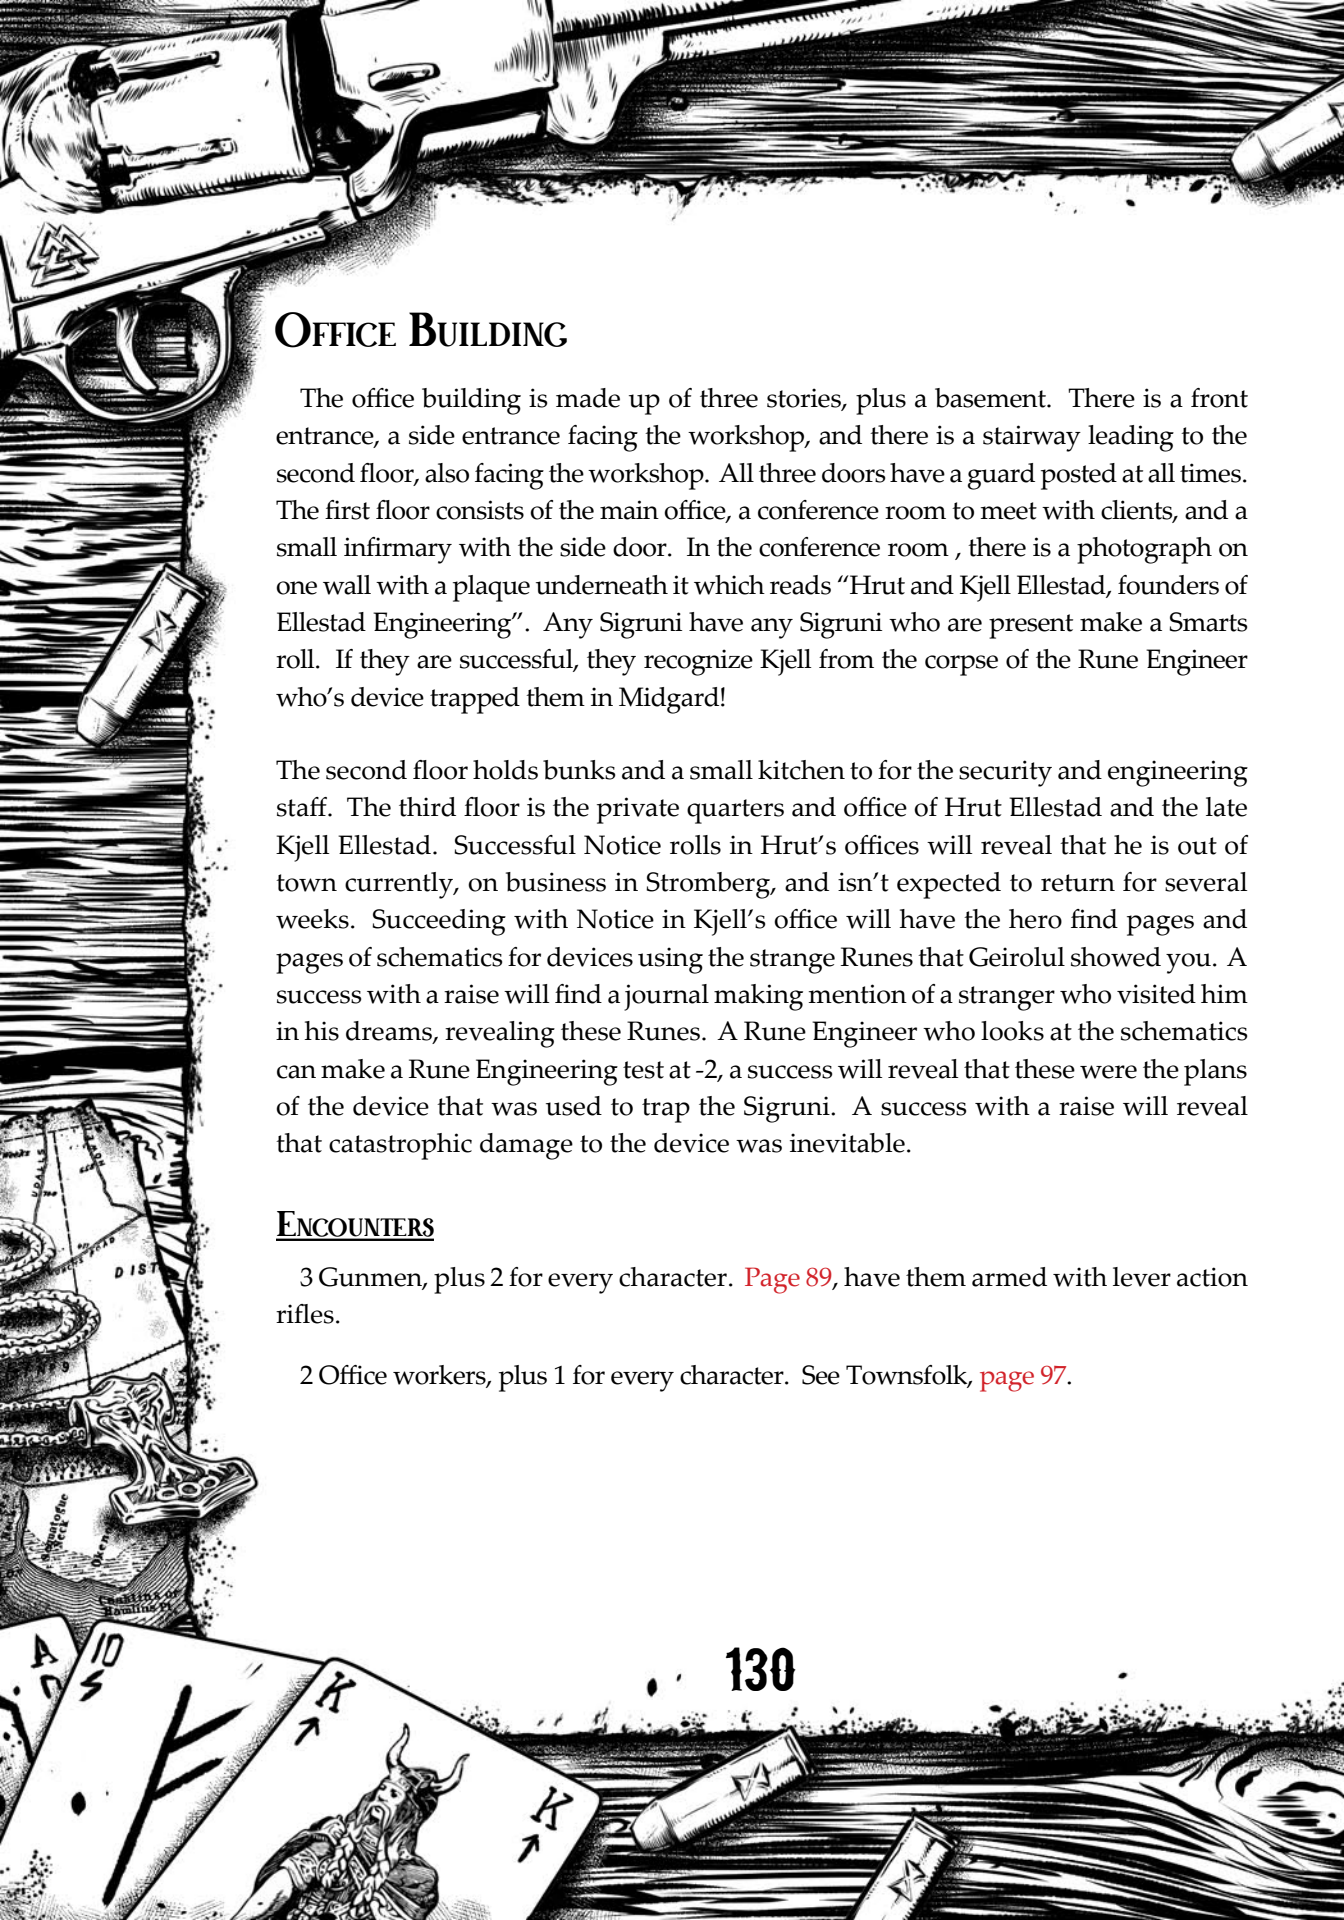 Office Building
The office building is made up of three stories, plus a basement.  There is a front
entrance, a side entrance facing the workshop, and there is a stairway leading to the
second floor, also facing the workshop.  All three doors have a guard posted at all times.
The first floor consists of the main office, a conference room to meet with clients, and a
small infirmary with the side door.  In the conference room , there is a photograph on
one wall with a plaque underneath it which reads “Hrut and Kjell Ellestad, founders of
Ellestad Engineering”.  Any Sigruni have any Sigruni who are present make a Smarts
roll.  If they are successful, they recognize Kjell from the corpse of the Rune Engineer
who’s device trapped them in Midgard!
The second floor holds bunks and a small kitchen to for the security and engineering
staff.  The third floor is the private quarters and office of Hrut Ellestad and the late
Kjell Ellestad.  Successful Notice rolls in Hrut’s offices will reveal that he is out of
town currently, on business in Stromberg, and isn’t expected to return for several
weeks.  Succeeding with Notice in Kjell’s office will have the hero find pages and
pages of schematics for devices using the strange Runes that Geirolul showed you.  A
success with a raise will find a journal making mention of a stranger who visited him
in his dreams, revealing these Runes.  A Rune Engineer who looks at the schematics
can make a Rune Engineering test at -2, a success will reveal that these were the plans
of the device that was used to trap the Sigruni.  A success with a raise will reveal
that catastrophic damage to the device was inevitable.
Encounters
3 Gunmen, plus 2 for every character.  Page 89, have them armed with lever action
rifles.
2 Office workers, plus 1 for every character.  See Townsfolk, page 97.
DIST
Neck
Hamlins Pt
A
10
K
K
130